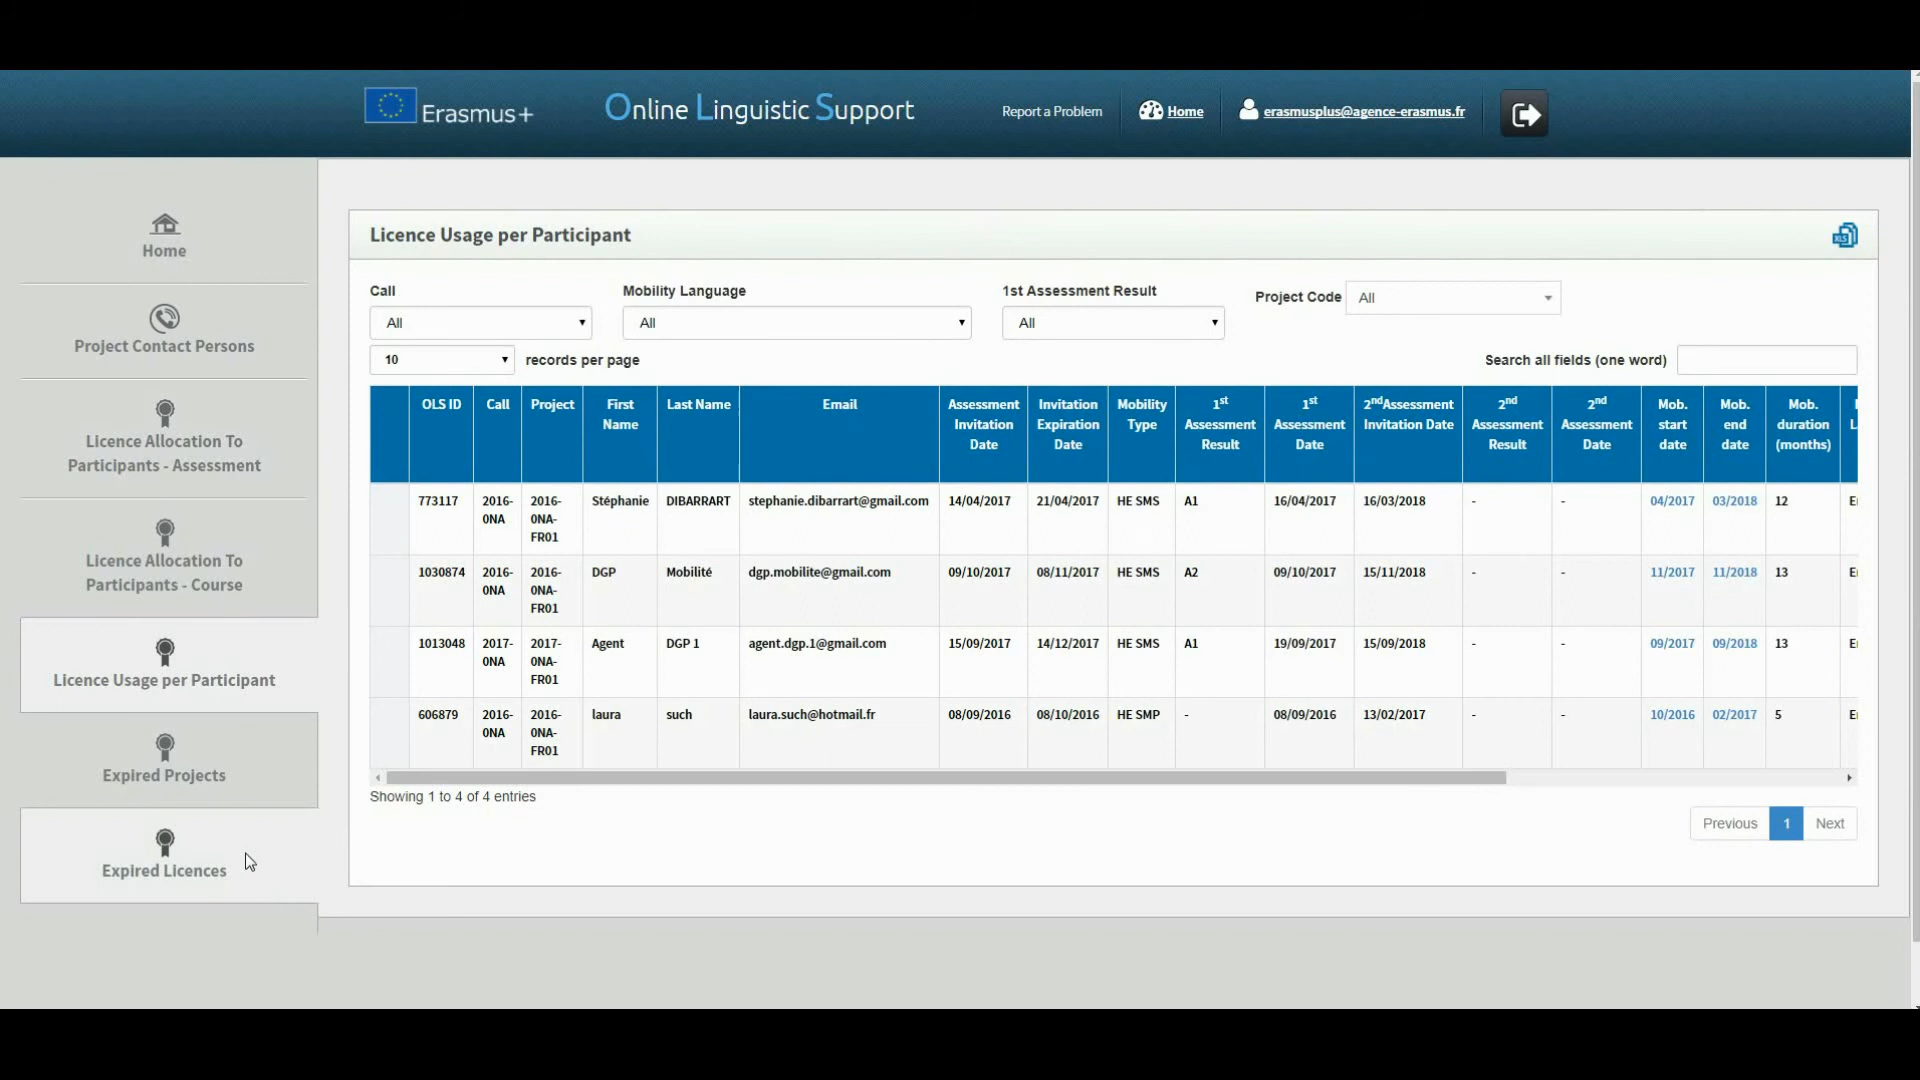 Erasmus+
Online Linguistic Support
Report a Problem
Home
erasmusplus@agence-erasmus.fr
Home
Project Contact Persons
Licence Allocation To
Participants - Assessment
Licence Allocation To
Participants - Course
Licence Usage per Participant
Expired Projects
Expired Licences
Licence Usage per Participant
XLS
Call
Mobility Language
1st Assessment Result
Project Code
All
All
All
All
10
records per page
Search all fields (one word)
OLS ID
Call
Project
First
Name
Last Name
Email
Assessment
Invitation
Date
Invitation
Expiration
Date
Mobility
Type
1st
Assessment
Result
1st
Assessment
Date
2ndAssessment
Invitation Date
2nd
Assessment
Result
2nd
Assessment
Date
Mob.
start
date
Mob.
end
date
Mob.
duration
(months)
773117
2016-
0NA
2016-
0NA-
FR01
Stéphanie
DIBARRART
stephanie.dibarrart@gmail.com
14/04/2017
21/04/2017
HE SMS
A1
16/04/2017
16/03/2018
-
-
04/2017
03/2018
12
1030874
2016-
0NA
2016-
0NA-
FR01
DGP
Mobilité
dgp.mobilite@gmail.com
09/10/2017
08/11/2017
HE SMS
A2
09/10/2017
15/11/2018
-
-
11/2017
11/2018
13
1013048
2017-
0NA
2017-
0NA-
FR01
Agent
DGP 1
agent.dgp.1@gmail.com
15/09/2017
14/12/2017
HE SMS
A1
19/09/2017
15/09/2018
-
-
09/2017
09/2018
13
606879
2016-
0NA
2016-
0NA-
FR01
laura
such
laura.such@hotmail.fr
08/09/2016
08/10/2016
HE SMP
-
08/09/2016
13/02/2017
-
-
10/2016
02/2017
5
Showing 1 to 4 of 4 entries
Previous
1
Next